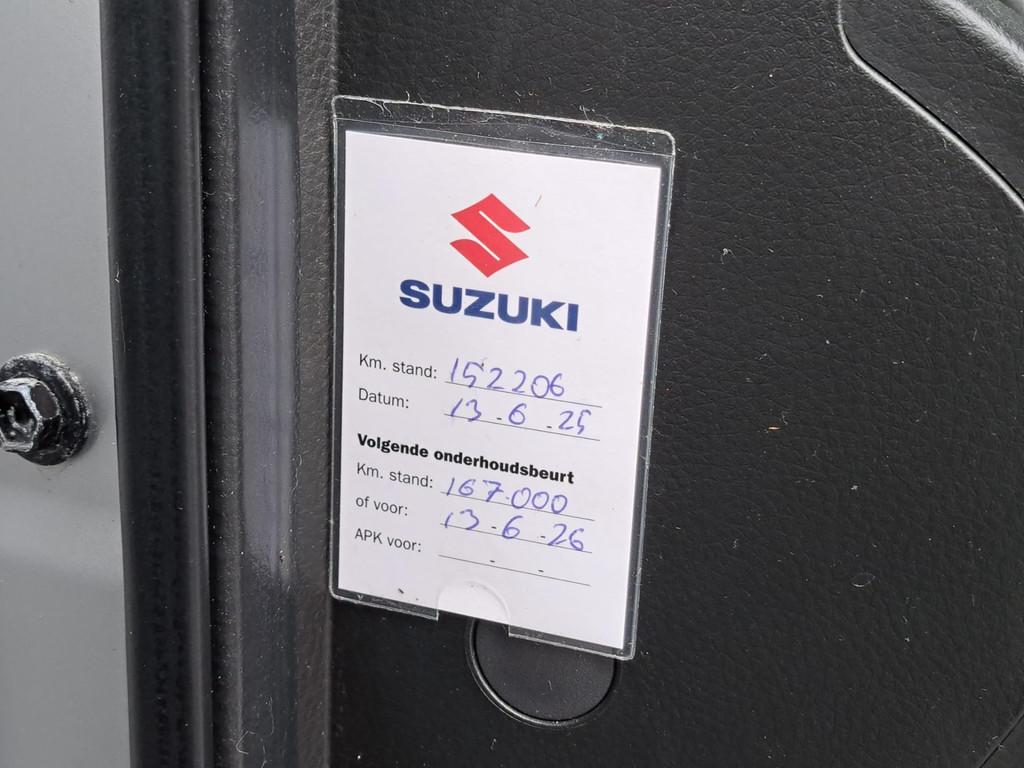 SUZUKI
Km. stand: 152206
Datum: 13-6-25
Volgende onderhoudsbeurt
Km. stand: 167.000
of voor: 13-6-26
APK voor: - -